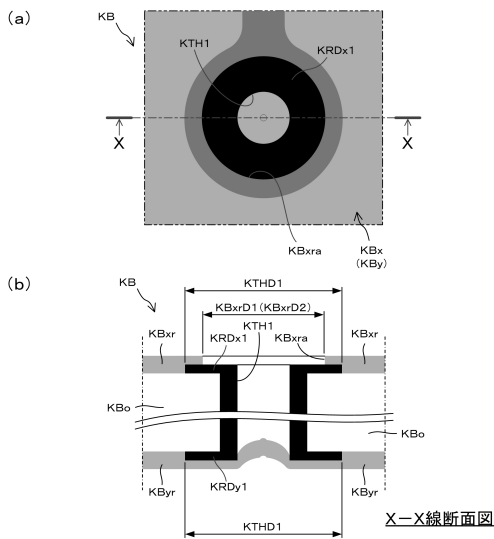 (a)
KB
KTH1
KRDx1
X
X
KBxra
KBx
(KBy)
(b)
KB
KTHD1
KBxrD1(KBxrD2)
KBxr
KRDx1
KTH1
KBxra
KBxr
KBo
KBo
KByr
KRDy1
KByr
KTHD1
X－X線断面図